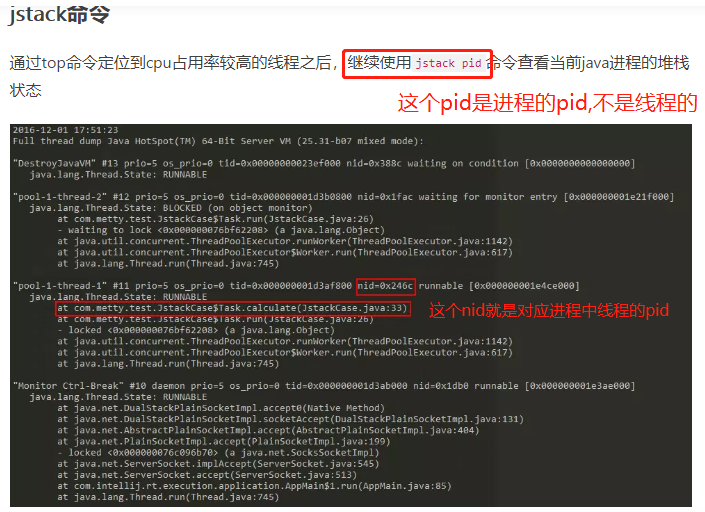 jstack命令
通过top命令定位到cpu占用率较高的线程之后，继续使用 jstack pid 命令查看当前java进程的堆栈
状态
这个pid是进程的pid,不是线程的
2016-12-01 17:51:23
Full thread dump Java HotSpot(TM) 64-Bit Server VM (25.31-b07 mixed mode):
"DestroyJavaVM" #13 prio=5 os_prio=0 tid=0x00000000023ef000 nid=0x388c waiting on condition [0x0000000000000000]
java.lang.Thread.State: RUNNABLE
"pool-1-thread-2" #12 prio=5 os_prio=0 tid=0x000000001d3b0800 nid=0x1fac waiting for monitor entry [0x000000001e21f000]
java.lang.Thread.State: BLOCKED (on object monitor)
at com.metty.test.JstackCase$Task.run(JstackCase.java:26)
- waiting to lock <0x000000076bf62208> (a java.lang.Object)
at java.util.concurrent.ThreadPoolExecutor.runWorker(ThreadPoolExecutor.java:1142)
at java.util.concurrent.ThreadPoolExecutor$Worker.run(ThreadPoolExecutor.java:617)
at java.lang.Thread.run(Thread.java:745)
"pool-1-thread-1" #11 prio=5 os_prio=0 tid=0x000000001d3af800 nid=0x246c runnable [0x000000001e4ce000]
java.lang.Thread.State: RUNNABLE
at com.metty.test.JstackCase$Task.calculate(JstackCase.java:33)
这个nid就是对应进程中线程的pid
at com.metty.test.JstackCase$Task.run(JstackCase.java:26)
- locked <0x000000076bf62208> (a java.lang.Object)
at java.util.concurrent.ThreadPoolExecutor.runWorker(ThreadPoolExecutor.java:1142)
at java.util.concurrent.ThreadPoolExecutor$Worker.run(ThreadPoolExecutor.java:617)
at java.lang.Thread.run(Thread.java:745)
"Monitor Ctrl-Break" #10 daemon prio=5 os_prio=0 tid=0x000000001d3ab000 nid=0x1db0 runnable [0x000000001e3ae000]
java.lang.Thread.State: RUNNABLE
at java.net.DualStackPlainSocketImpl.accept0(Native Method)
at java.net.DualStackPlainSocketImpl.socketAccept(DualStackPlainSocketImpl.java:131)
at java.net.AbstractPlainSocketImpl.accept(AbstractPlainSocketImpl.java:404)
at java.net.PlainSocketImpl.accept(PlainSocketImpl.java:199)
- locked <0x000000076c096b70> (a java.net.SocksSocketImpl)
at java.net.ServerSocket.implAccept(ServerSocket.java:545)
at java.net.ServerSocket.accept(ServerSocket.java:513)
at com.intellij.rt.execution.application.AppMain$1.run(AppMain.java:85)
at java.lang.Thread.run(Thread.java:745)